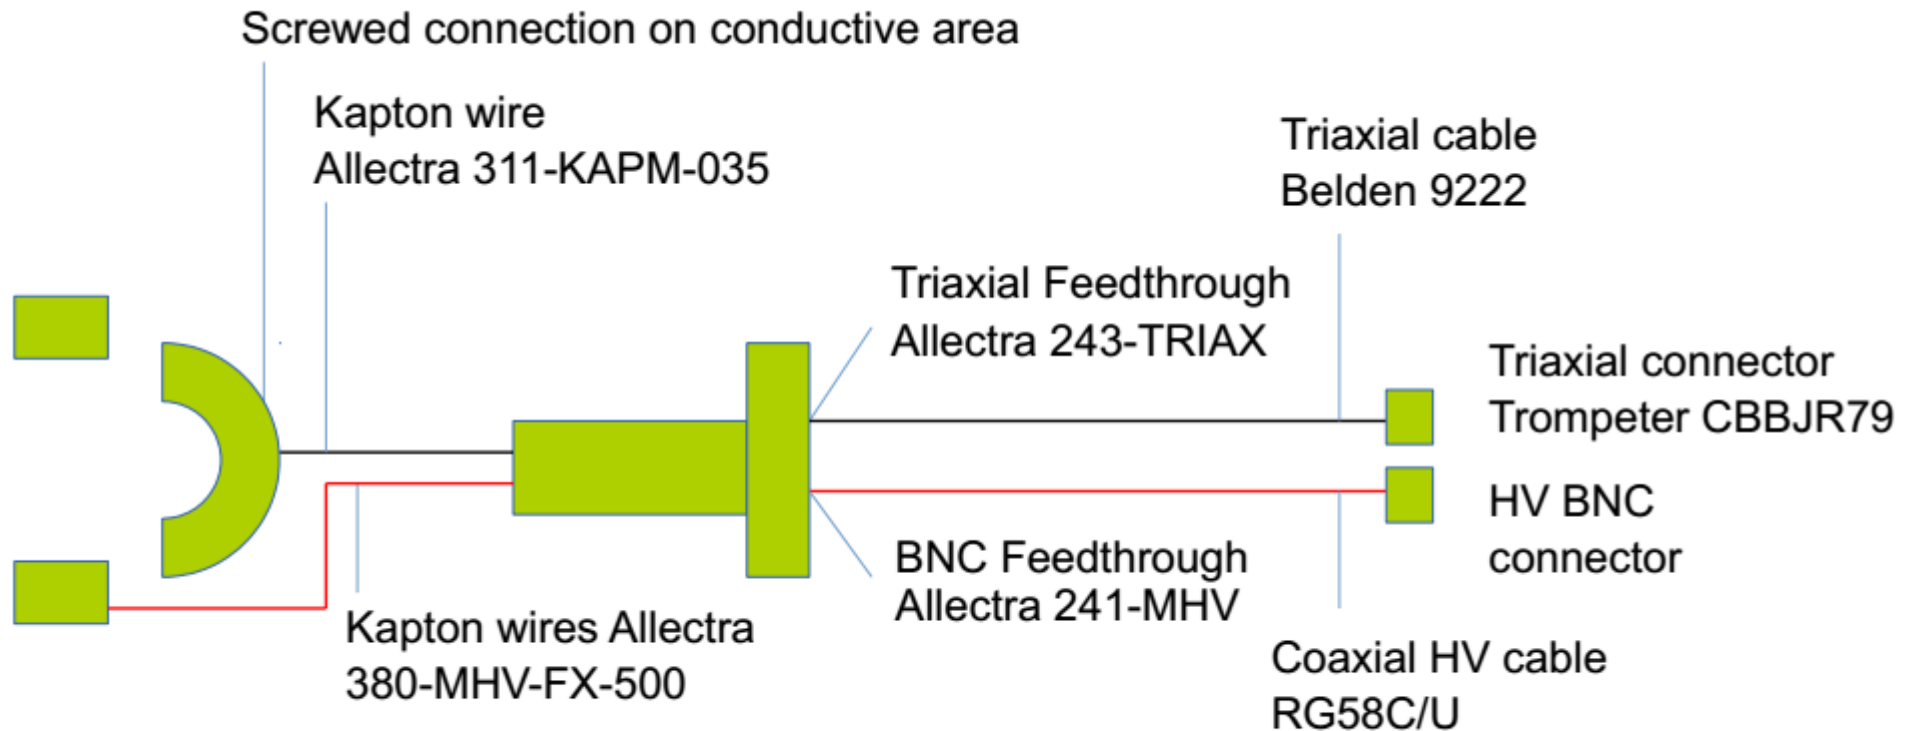 Screwed connection on conductive area
Kapton wire
Allectra 311-KAPM-035
Triaxial cable
Belden 9222
Triaxial Feedthrough
Allectra 243-TRIAX
Triaxial connector
Trompeter CBBJR79
HV BNC
connector
BNC Feedthrough
Allectra 241-MHV
Kapton wires Allectra
380-MHV-FX-500
Coaxial HV cable
RG58C/U